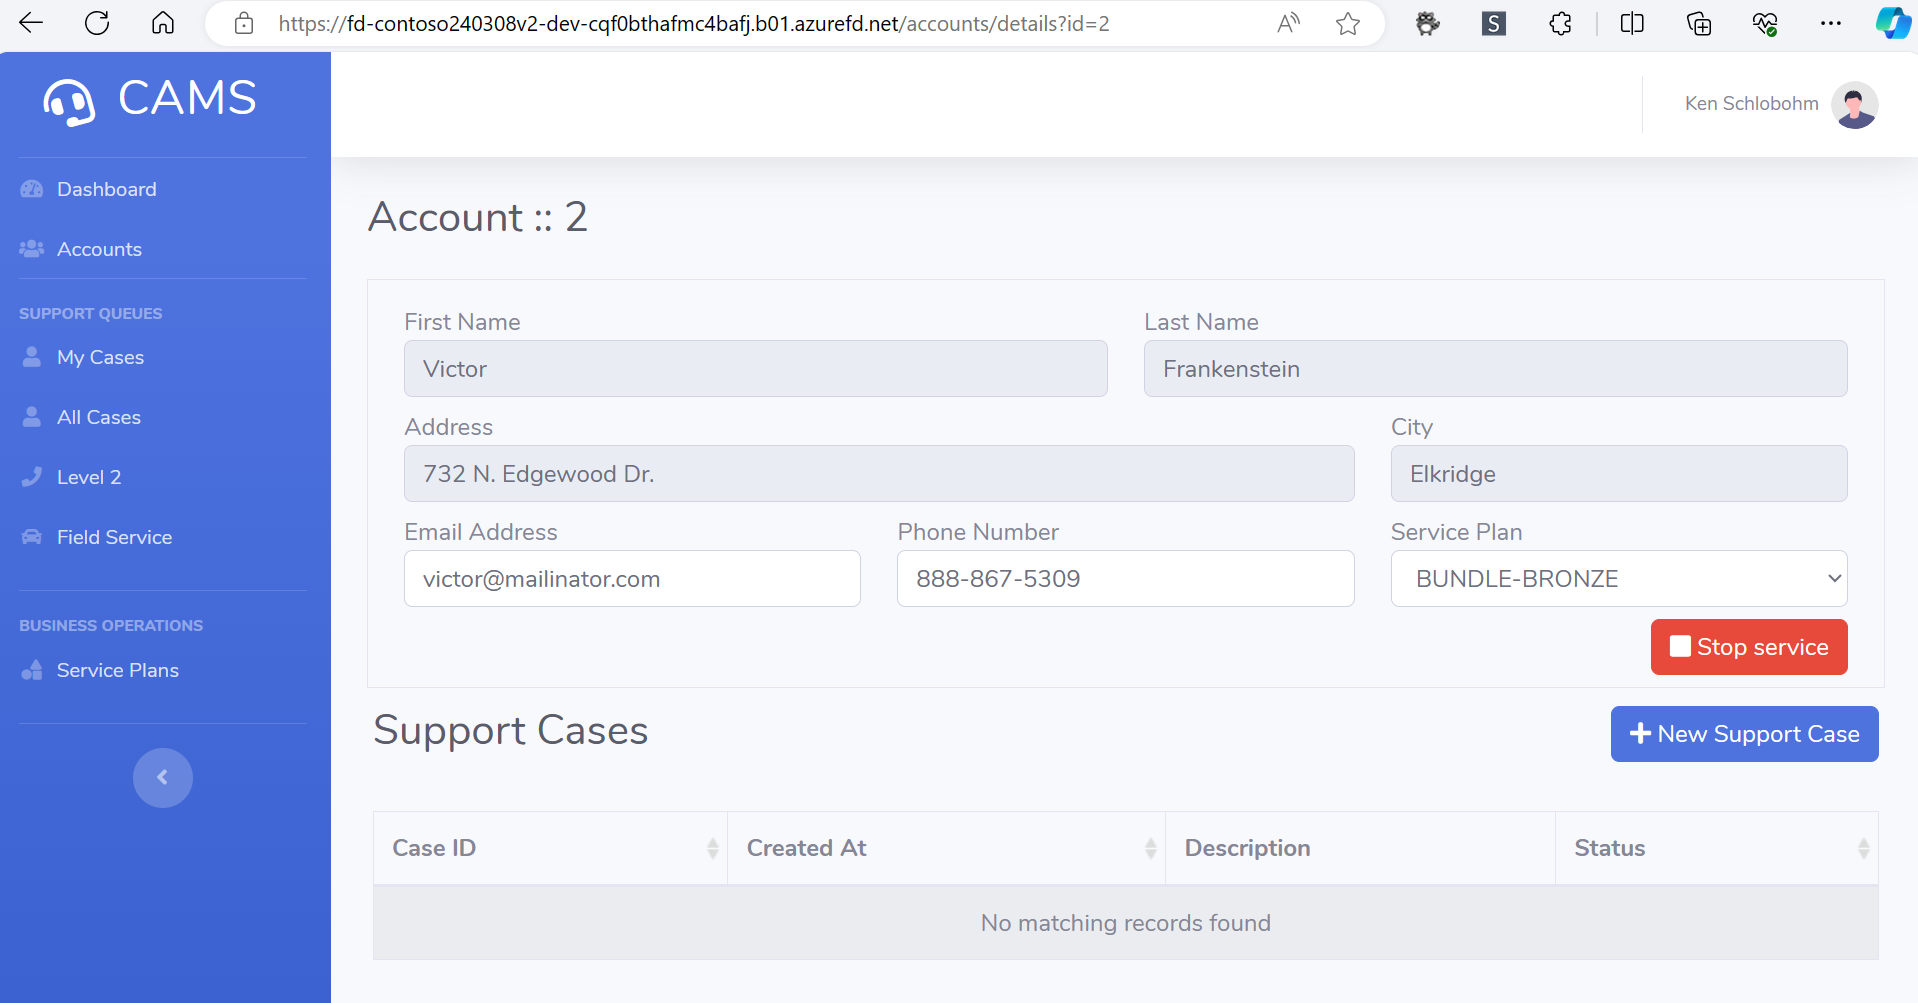 https://fd-contoso240308v2-dev-cqf0bthafmc4bafj.b01.azurefd.net/accounts/details?id=2
A
S
CAMS
Ken Schlobohm
Dashboard
Accounts
SUPPORT QUEUES
My Cases
All Cases
Level 2
Field Service
BUSINESS OPERATIONS
Service Plans
Account :: 2
First Name
Last Name
Victor
Frankenstein
Address
City
732 N. Edgewood Dr.
Elkridge
Email Address
Phone Number
Service Plan
victor@mailinator.com
888-867-5309
BUNDLE-BRONZE
Stop service
Support Cases
New Support Case
Case ID
Created At
Description
Status
No matching records found